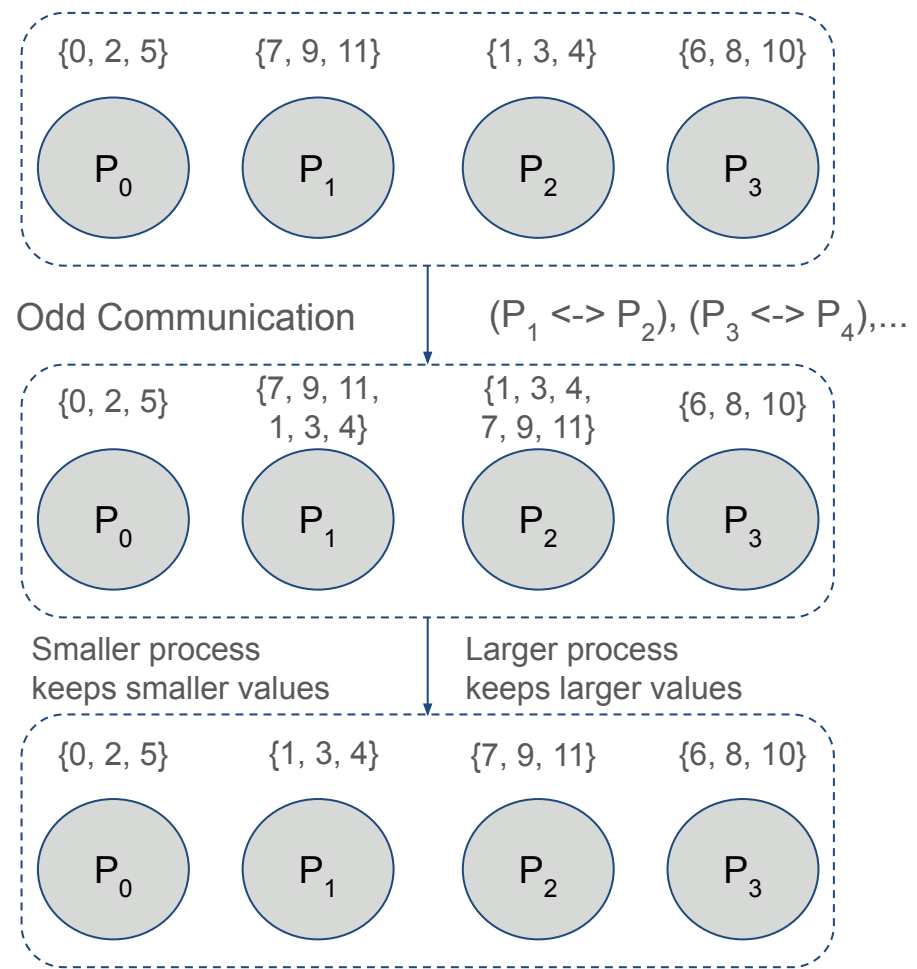 {0, 2, 5} {7, 9, 11} {1, 3, 4} {6, 8, 10}
P0 P1 P2 P3
Odd Communication (P1 <-> P2), (P3 <-> P4),...
{0, 2, 5} {7, 9, 11, 1, 3, 4} {1, 3, 4, 7, 9, 11} {6, 8, 10}
P0 P1 P2 P3
Smaller process
keeps smaller values
Larger process
keeps larger values
{0, 2, 5} {1, 3, 4} {7, 9, 11} {6, 8, 10}
P0 P1 P2 P3